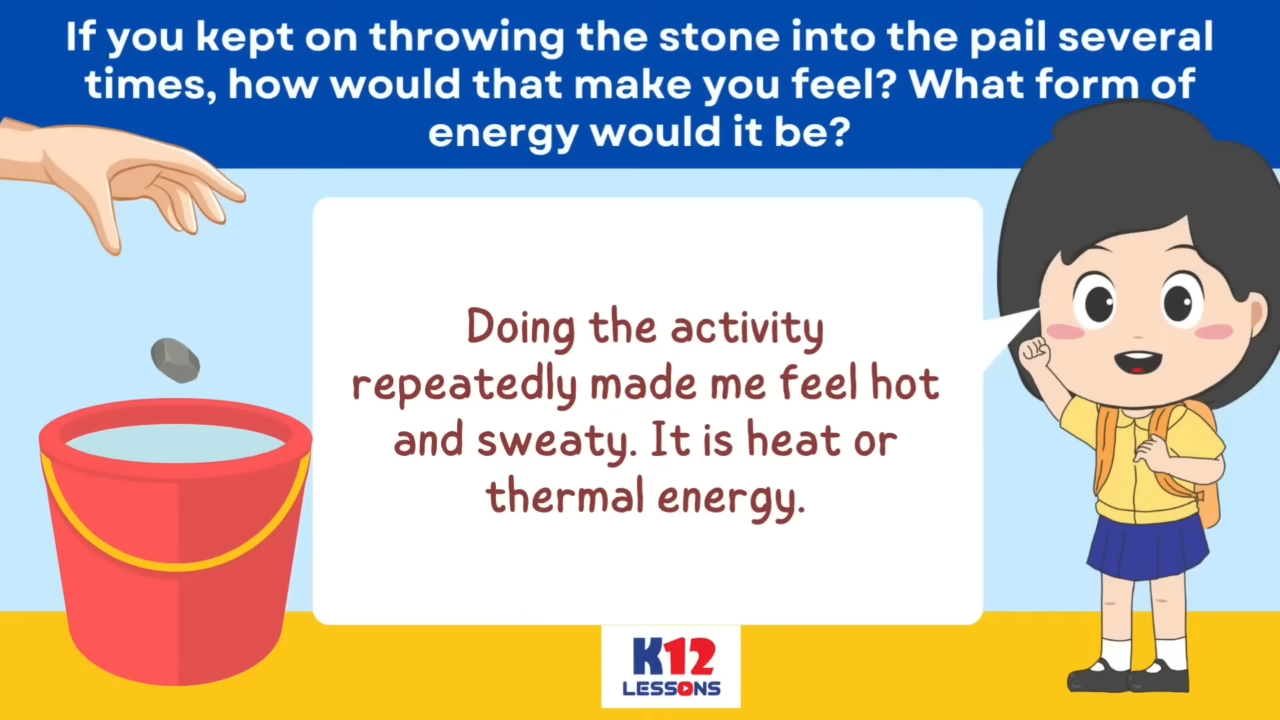 If you kept on throwing the stone into the pail several
times, how would that make you feel? What form of
energy would it be?
Doing the activity
repeatedly made me feel hot
and sweaty. It is heat or
thermal energy.
K12
LESSONS